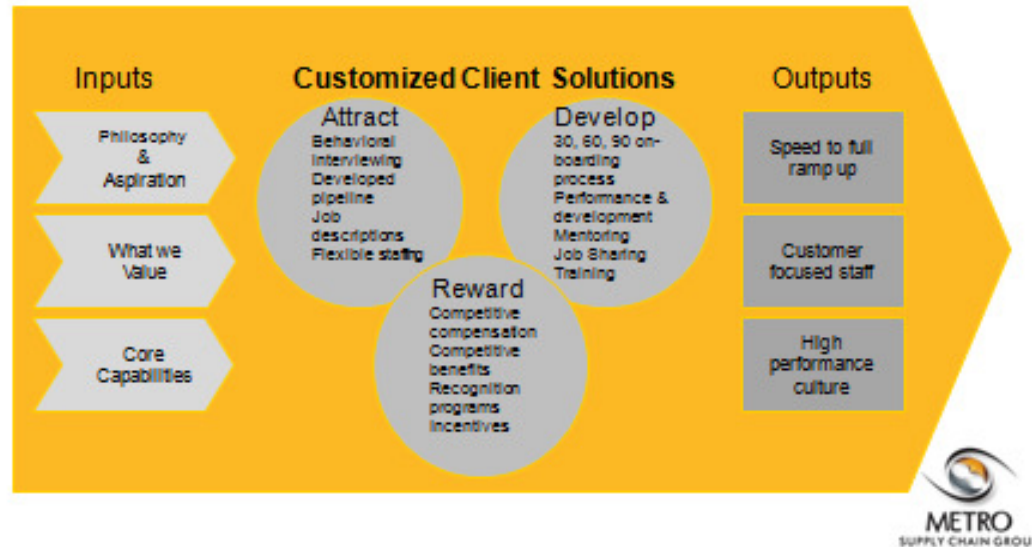 Inputs
Philosophy
&
Aspiration
What we
Value
Core
Capabilities
Customized Client Solutions
Attract
Behavioral
Interviewing
Developed
pipeline
Job
descriptions
Flexible staffing
Develop
30, 60, 90 on-
boarding
process
Performance &
development
Mentoring
Job Sharing
Training
Reward
Competitive
compensation
Competitive
benefits
Recognition
programs
Incentives
Outputs
Speed to full
ramp up
Customer
focused staff
High
performance
culture
METRO
SUPPLY CHAIN GROU